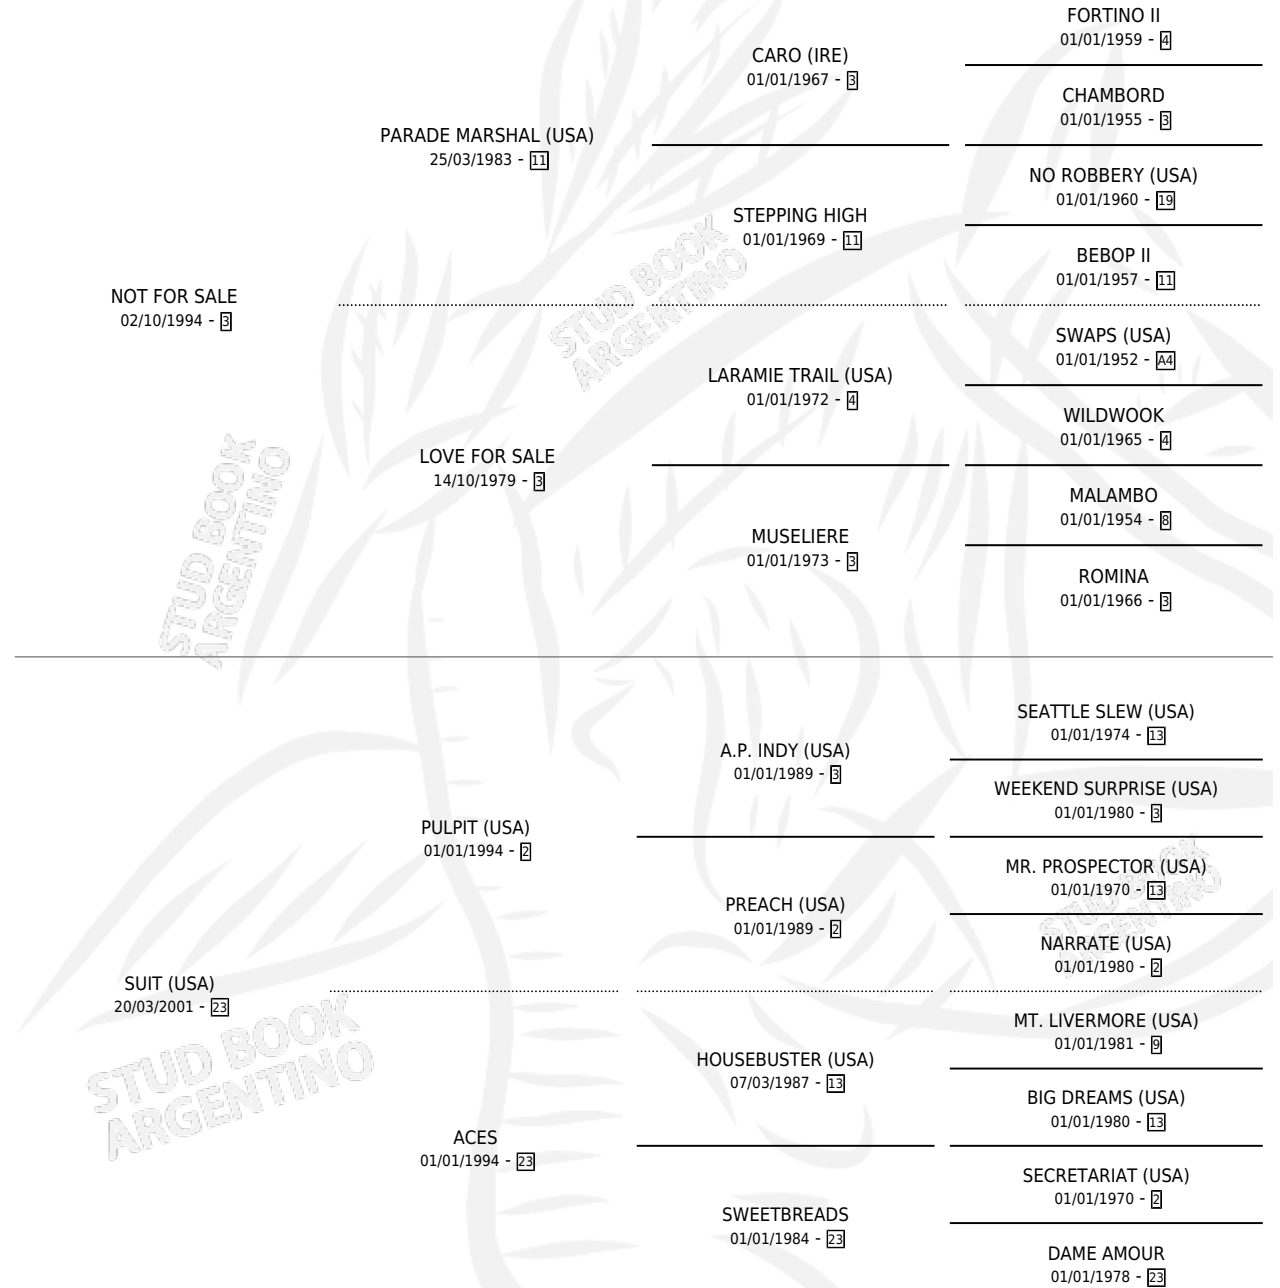 FORTINO II
01/01/1959 - 4
CARO (IRE)
01/01/1967 - 3
CHAMBORD
01/01/1955 - 3
PARADE MARSHAL (USA)
25/03/1983 - 11
NO ROBBERY (USA)
01/01/1960 - 19
STEPPING HIGH
01/01/1969 - 11
BEBOP II
01/01/1957 - 11
NOT FOR SALE
02/10/1994 - 3
SWAPS (USA)
01/01/1952 - A4
LARAMIE TRAIL (USA)
01/01/1972 - 4
WILDWOOK
01/01/1965 - 4
LOVE FOR SALE
14/10/1979 - 3
MALAMBO
01/01/1954 - 8
MUSELIERE
01/01/1973 - 3
ROMINA
01/01/1966 - 3
STUD BOOK
ARGENTINO
STUD BOOK
ARGENTINO
SEATTLE SLEW (USA)
01/01/1974 - 13
A.P. INDY (USA)
01/01/1989 - 3
WEEKEND SURPRISE (USA)
01/01/1980 - 3
PULPIT (USA)
01/01/1994 - 2
MR. PROSPECTOR (USA)
01/01/1970 - 13
PREACH (USA)
01/01/1989 - 2
NARRATE (USA)
01/01/1980 - 2
SUIT (USA)
20/03/2001 - 23
MT. LIVERMORE (USA)
01/01/1981 - 9
HOUSEBUSTER (USA)
07/03/1987 - 13
BIG DREAMS (USA)
01/01/1980 - 13
ACES
01/01/1994 - 23
SECRETARIAT (USA)
01/01/1970 - 2
SWEETBREADS
01/01/1984 - 23
DAME AMOUR
01/01/1978 - 23
STUD BOOK
ARGENTINO
STUD BOOK
ARGENTINO